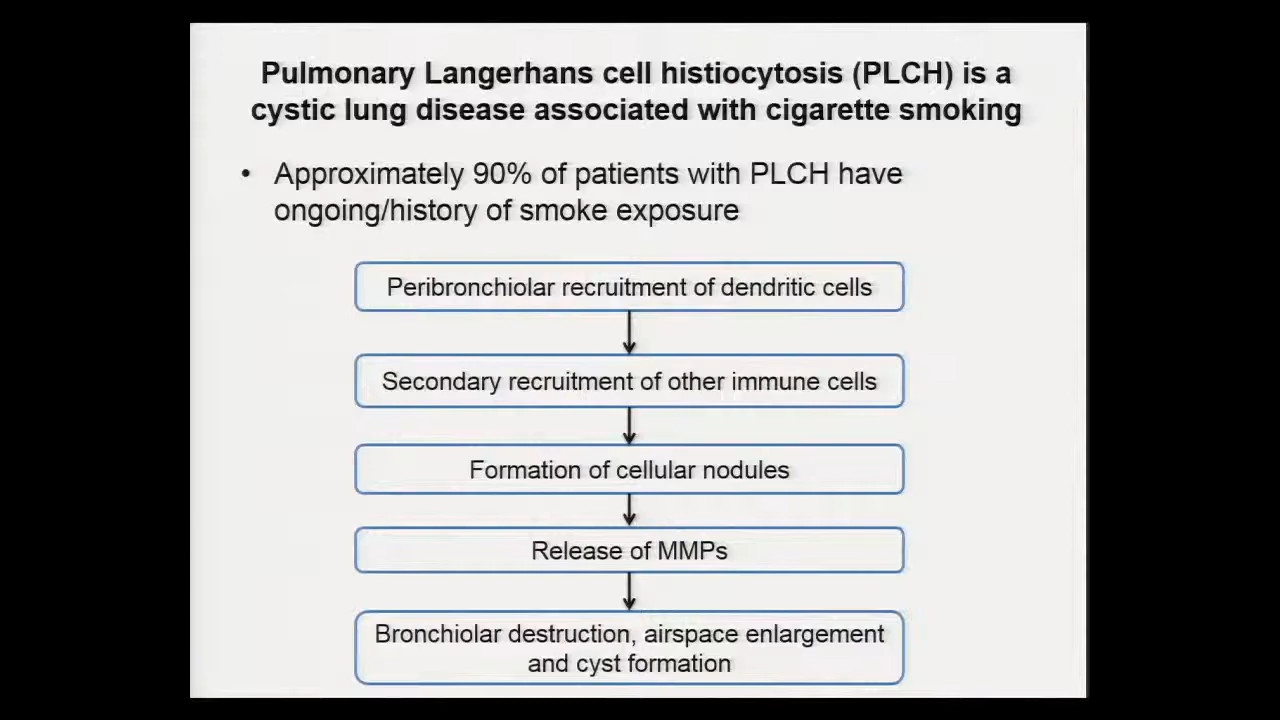 Pulmonary Langerhans cell histiocytosis (PLCH) is a
cystic lung disease associated with cigarette smoking
• Approximately 90% of patients with PLCH have
ongoing/history of smoke exposure
Peribronchiolar recruitment of dendritic cells
Secondary recruitment of other immune cells
Formation of cellular nodules
Release of MMPs
Bronchiolar destruction, airspace enlargement
and cyst formation